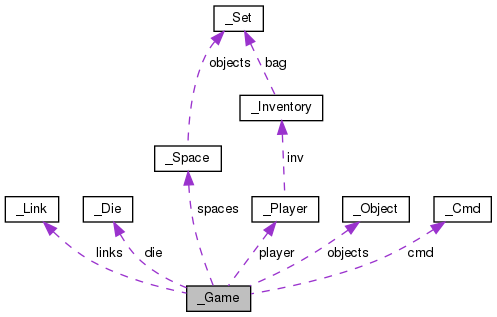 _Set
objects
bag
_Inventory
_Space
inv
_Link
_Die
spaces
_Player
_Object
_Cmd
links
die
player
objects
cmd
_Game